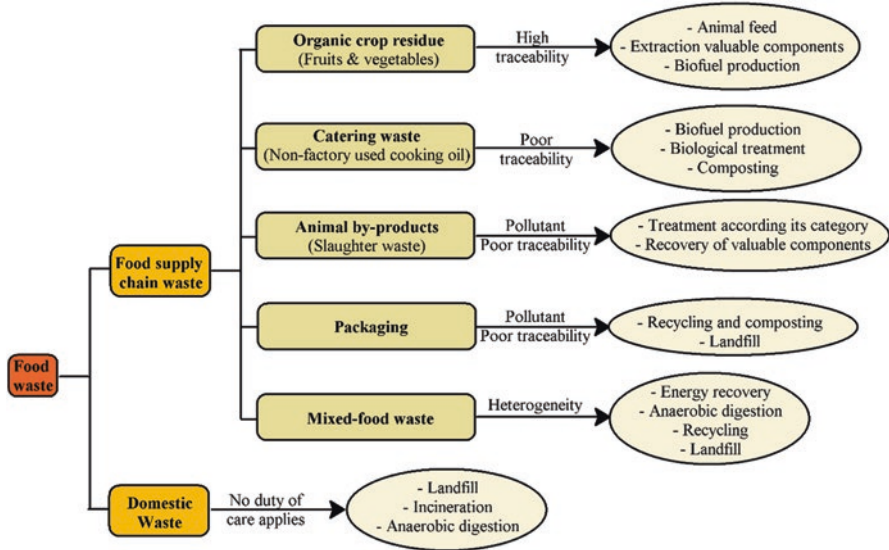 Organic crop residue
(Fruits & vegetables)
High
traceability
- Animal feed
- Extraction valuable components
- Biofuel production
Catering waste
(Non-factory used cooking oil)
Poor
traceability
- Biofuel production
- Biological treatment
- Composting
Animal by-products
(Slaughter waste)
Pollutant
Poor traceability
- Treatment according its category
- Recovery of valuable components
Food supply
chain waste
Packaging
Pollutant
Poor traceability
- Recycling and composting
- Landfill
Food
waste
Mixed-food waste
Heterogeneity
- Energy recovery
- Anaerobic digestion
- Recycling
- Landfill
Domestic
Waste
No duty of
care applies
- Landfill
- Incineration
- Anaerobic digestion